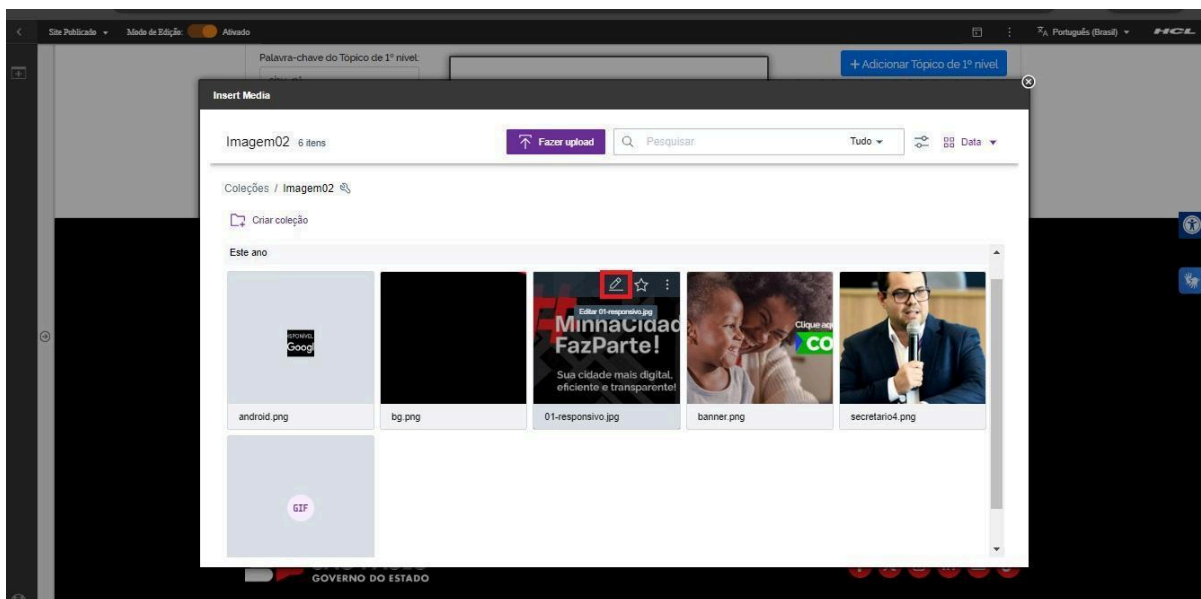 Site Publicado
Modo de Edição:
Ativado
Português (Brasil)
HCL
Palavra-chave do Tópico de 1º nível:
+ Adicionar Tópico de 1º nível
Insert Media
Imagem02 6 itens
Fazer upload
Pesquisar
Tudo
Data
Coleções / Imagem02
Criar coleção
Este ano
Googl
Editar 01-responsivo.jpg
MinhaCidad
FazParte!
Sua cidade mais digital,
eficiente e transparente!
Clique aq
CO
android.png
bg.png
01-responsivo.jpg
banner.png
secretario4.png
GIF
GOVERNO DO ESTADO